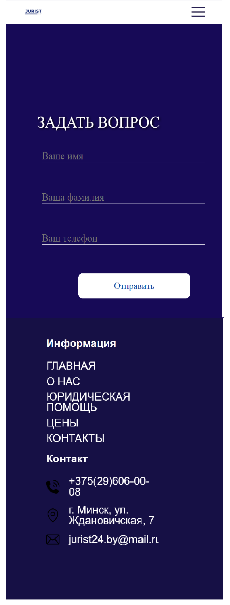 JURIST
ЗАДАТЬ ВОПРОС
Ваше имя
Ваша фамилия
Ваш телефон
Отправить
Информация
ГЛАВНАЯ
О НАС
ЮРИДИЧЕСКАЯ
ПОМОЩЬ
ЦЕНЫ
КОНТАКТЫ
Контакт
+375(29)606-00-
08
г. Минск, ул.
Ждановичская, 7
jurist24.by@mail.ru